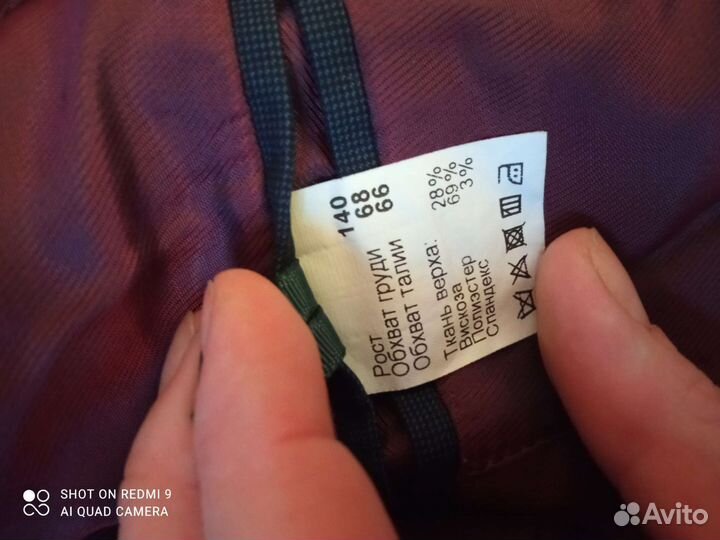 Рост 140
Обхват груди 68
Обхват талии 66
Ткань верха:
Вискоза 28%
Полиэстер 69%
Спандекс 3%
SHOT ON REDMI 9
AI QUAD CAMERA
Avito